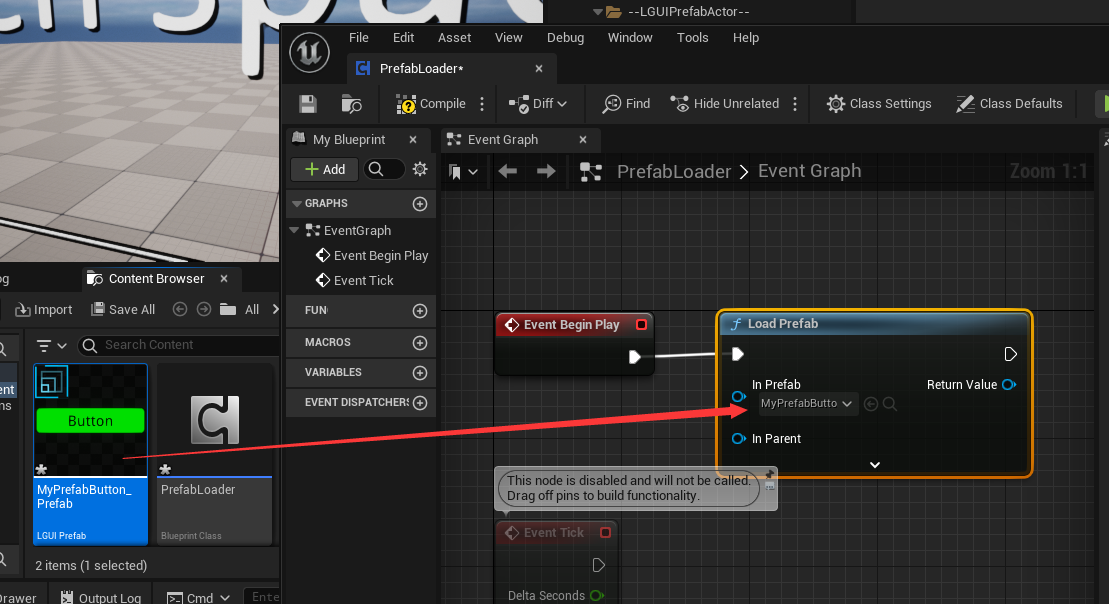 --LGUIPrefabActor--
File Edit Asset View Debug Window Tools Help
PrefabLoader*
Compile Diff Find Hide Unrelated Class Settings Class Defaults
My Blueprint
Event Graph
Add
PrefabLoader > Event Graph
Zoom 1:1
GRAPHS
EventGraph
Event Begin Play
Event Tick
FUN
MACROS
VARIABLES
EVENT DISPATCHERS
Event Begin Play
Load Prefab
In Prefab
MyPrefabButto
Return Value
In Parent
This node is disabled and will not be called.
Drag off pins to build functionality.
Event Tick
Delta Seconds
og
Content Browser
Import Save All All
Search Content
ent
ns
Button
MyPrefabButton_
Prefab
LGUI Prefab
PrefabLoader
Blueprint Class
2 items (1 selected)
Drawer Output Log Cmd Ente